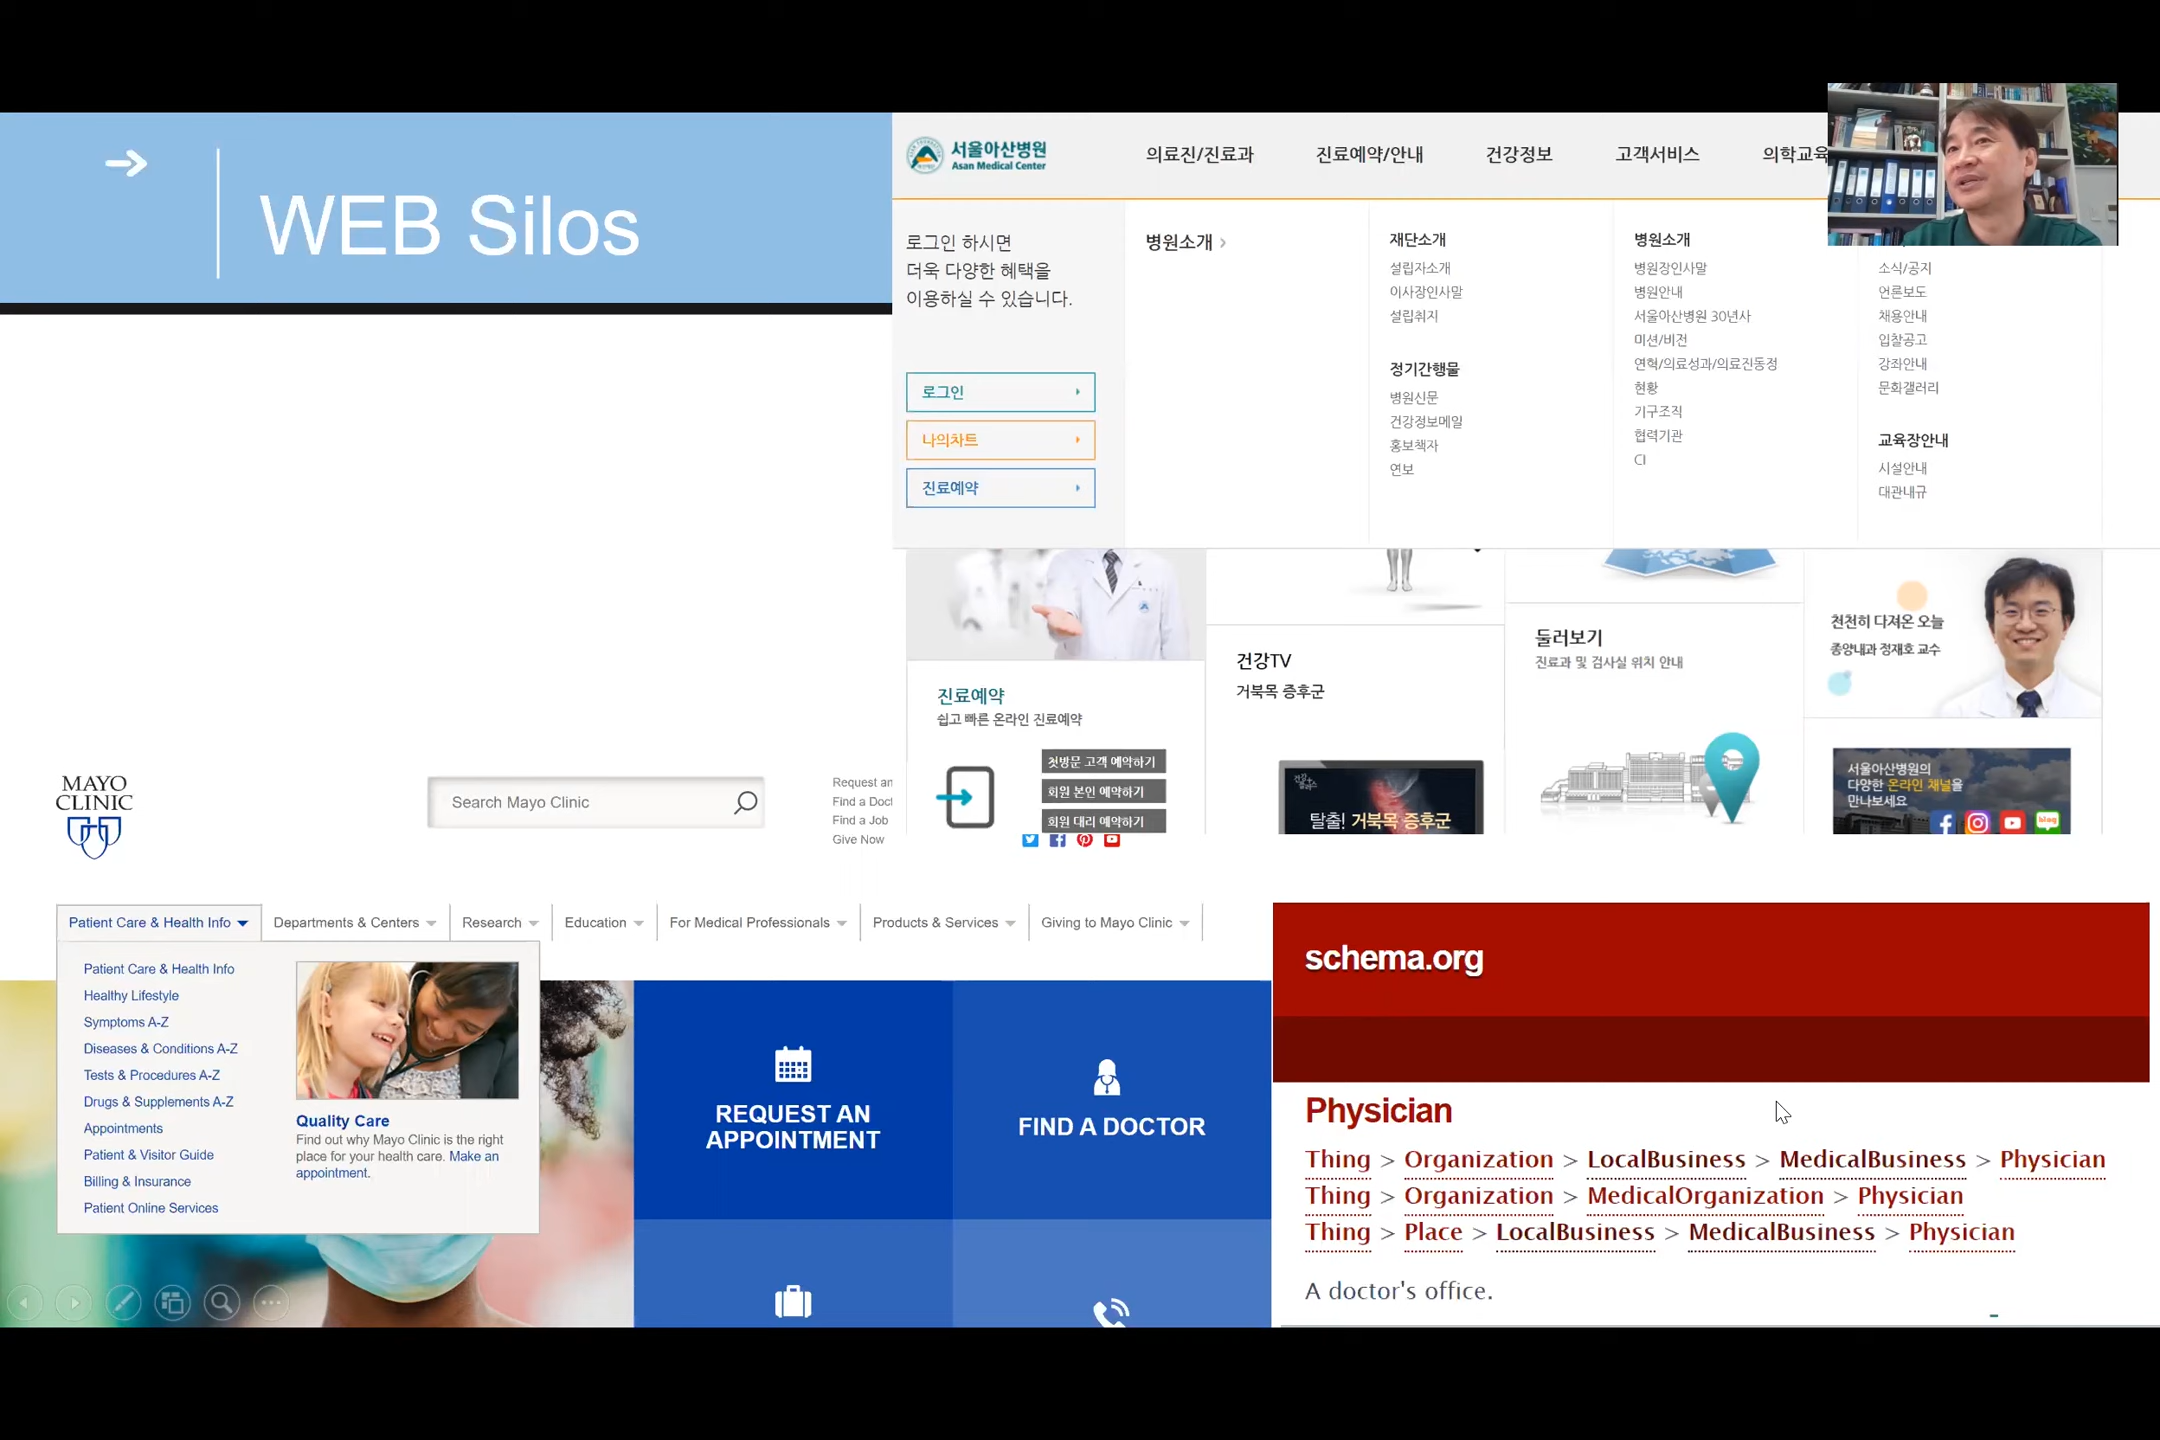 WEB Silos
서울아산병원
Asan Medical Center
의료진/진료과
진료예약/안내
건강정보
고객서비스
의학교육
로그인 하시면
더욱 다양한 혜택을
이용하실 수 있습니다.
로그인
나의차트
진료예약
병원소개
재단소개
설립자소개
이사장인사말
설립취지
정기간행물
병원신문
건강정보메일
홍보책자
연보
병원소개
병원장인사말
병원안내
서울아산병원 30년사
미션/비전
연혁/의료성과/의료진동정
현황
기구조직
협력기관
CI
소식/공지
언론보도
채용안내
입찰공고
강좌안내
문화갤러리
교육장안내
시설안내
대관내규
진료예약
쉽고 빠른 온라인 진료예약
첫방문 고객 예약하기
회원 본인 예약하기
회원 대리 예약하기
건강TV
거북목 증후군
탈출! 거북목 증후군
둘러보기
진료과 및 검사실 위치 안내
천천히 다져온 오늘
종양내과 정재호 교수
서울아산병원의
다양한 온라인 채널을
만나보세요
blog
MAYO
CLINIC
Search Mayo Clinic
Request an
Find a Doct
Find a Job
Give Now
Patient Care & Health Info
Departments & Centers
Research
Education
For Medical Professionals
Products & Services
Giving to Mayo Clinic
Patient Care & Health Info
Healthy Lifestyle
Symptoms A-Z
Diseases & Conditions A-Z
Tests & Procedures A-Z
Drugs & Supplements A-Z
Appointments
Patient & Visitor Guide
Billing & Insurance
Patient Online Services
Quality Care
Find out why Mayo Clinic is the right
place for your health care. Make an
appointment.
REQUEST AN
APPOINTMENT
FIND A DOCTOR
schema.org
Physician
Thing > Organization > LocalBusiness > MedicalBusiness > Physician
Thing > Organization > MedicalOrganization > Physician
Thing > Place > LocalBusiness > MedicalBusiness > Physician
A doctor's office.